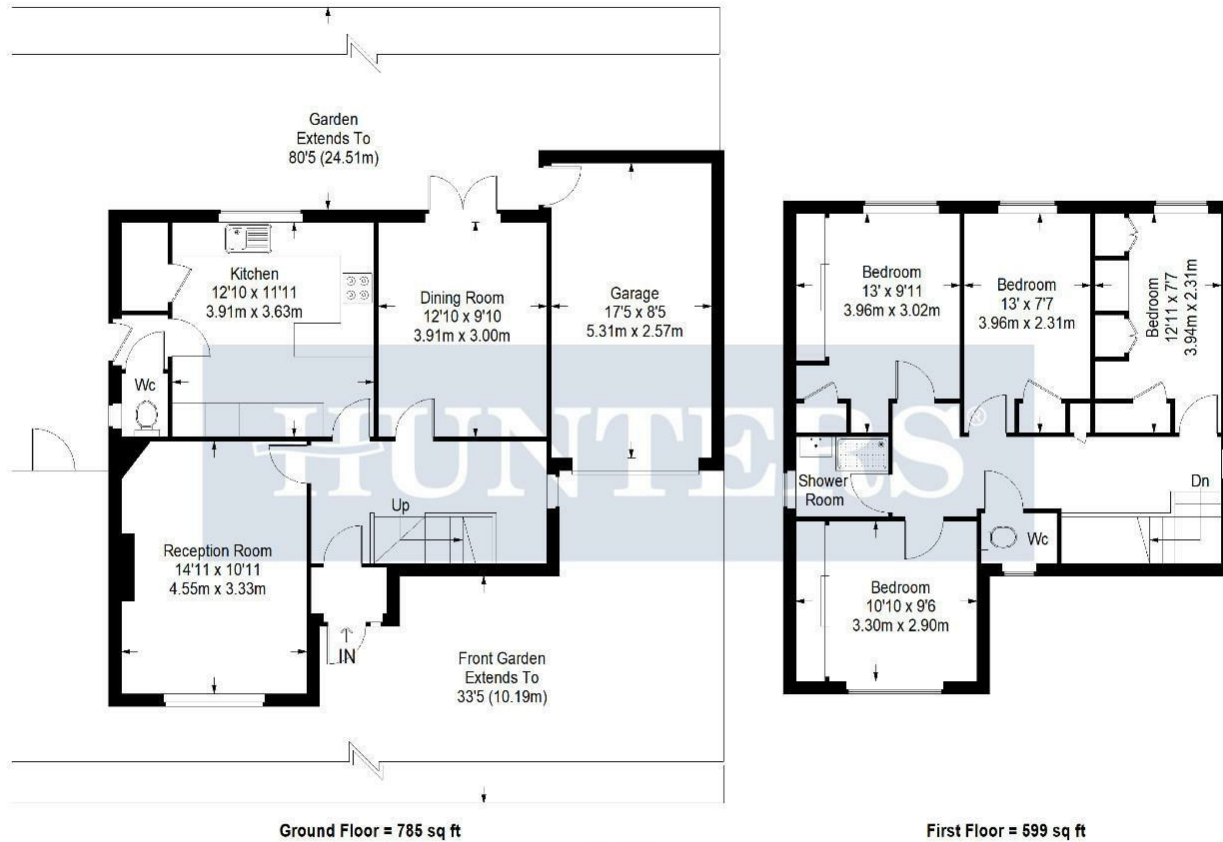 Garden
Extends To
80'5 (24.51m)
Kitchen
12'10 x 11'11
3.91m x 3.63m
Dining Room
12'10 x 9'10
3.91m x 3.00m
Garage
17'5 x 8'5
5.31m x 2.57m
Wc
HUNTERS®
Up
Reception Room
14'11 x 10'11
4.55m x 3.33m
IN
Front Garden
Extends To
33'5 (10.19m)
Ground Floor = 785 sq ft
Bedroom
13' x 9'11
3.96m x 3.02m
Bedroom
13' x 7'7
3.96m x 2.31m
Bedroom
12'11 x 7'7
3.94m x 2.31m
Shower
Room
Dn
Wc
Bedroom
10'10 x 9'6
3.30m x 2.90m
First Floor = 599 sq ft